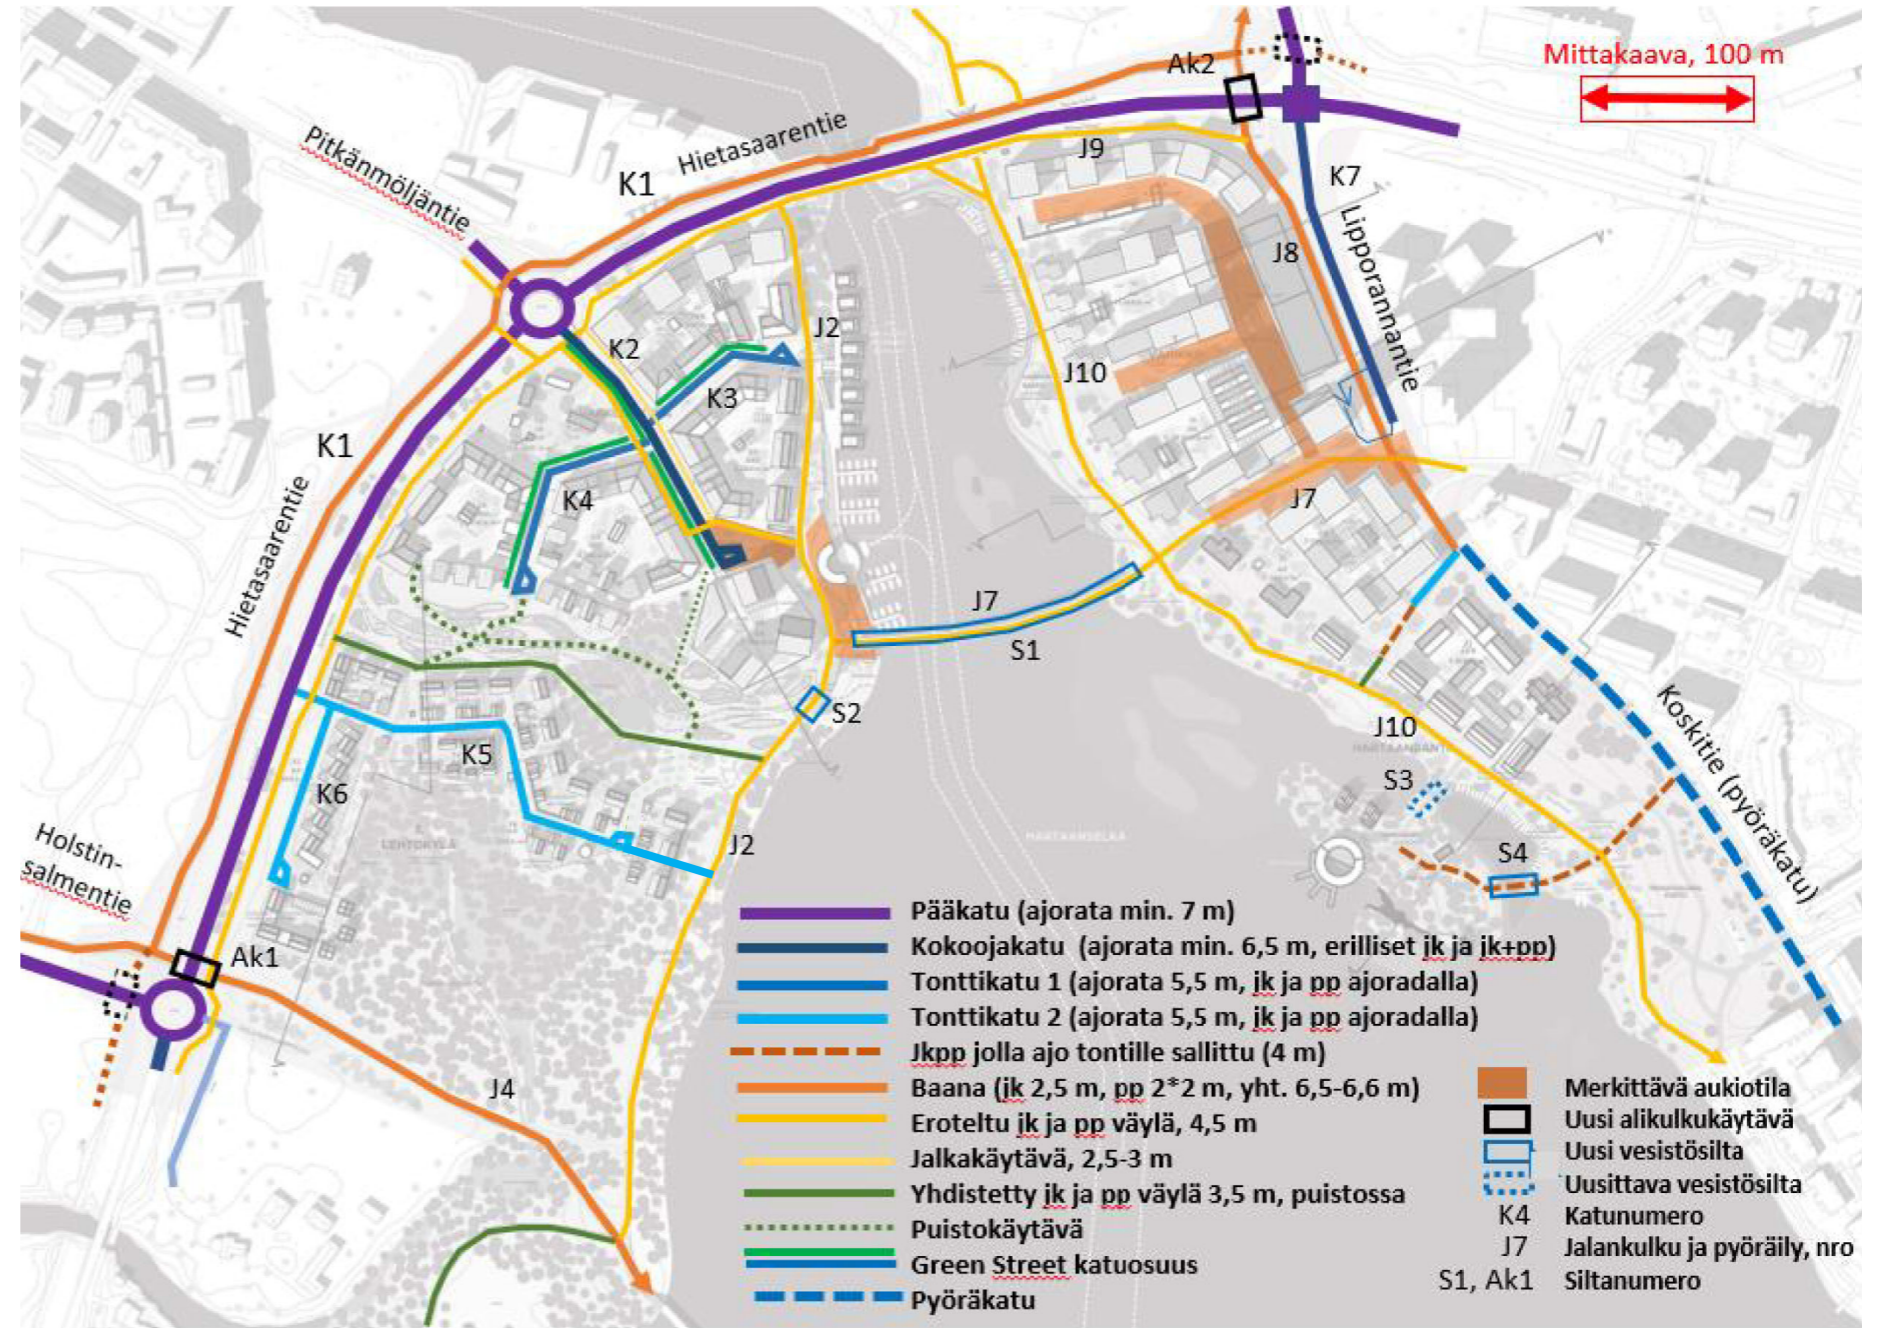 Ak2
Mittakaava, 100 m
Pitkänmöljäntie
Hietasaarentie
K1
J9
K7
Lipporannantie
J8
K2
J2
K3
J10
K1
K4
J7
Hietasaarentie
J7
S1
S2
J10
Koskitie (pyöräkatu)
K5
K6
S3
HARTAANSELKÄ
LEHTOKYLÄ
J2
S4
Holstin-
salmentie
Ak1
J4
Pääkatu (ajorata min. 7 m)
Kokoojakatu (ajorata min. 6,5 m, erilliset jk ja jk+pp)
Tonttikatu 1 (ajorata 5,5 m, jk ja pp ajoradalla)
Tonttikatu 2 (ajorata 5,5 m, jk ja pp ajoradalla)
Jkpp jolla ajo tontille sallittu (4 m)
Baana (jk 2,5 m, pp 2*2 m, yht. 6,5-6,6 m)
Eroteltu jk ja pp väylä, 4,5 m
Jalkakäytävä, 2,5-3 m
Yhdistetty jk ja pp väylä 3,5 m, puistossa
Puistokäytävä
Green Street katuosuus
Pyöräkatu
Merkittävä aukiotila
Uusi alikulkukäytävä
Uusi vesistösilta
Uusittava vesistösilta
K4 Katunumero
J7 Jalankulku ja pyöräily, nro
S1, Ak1 Siltanumero